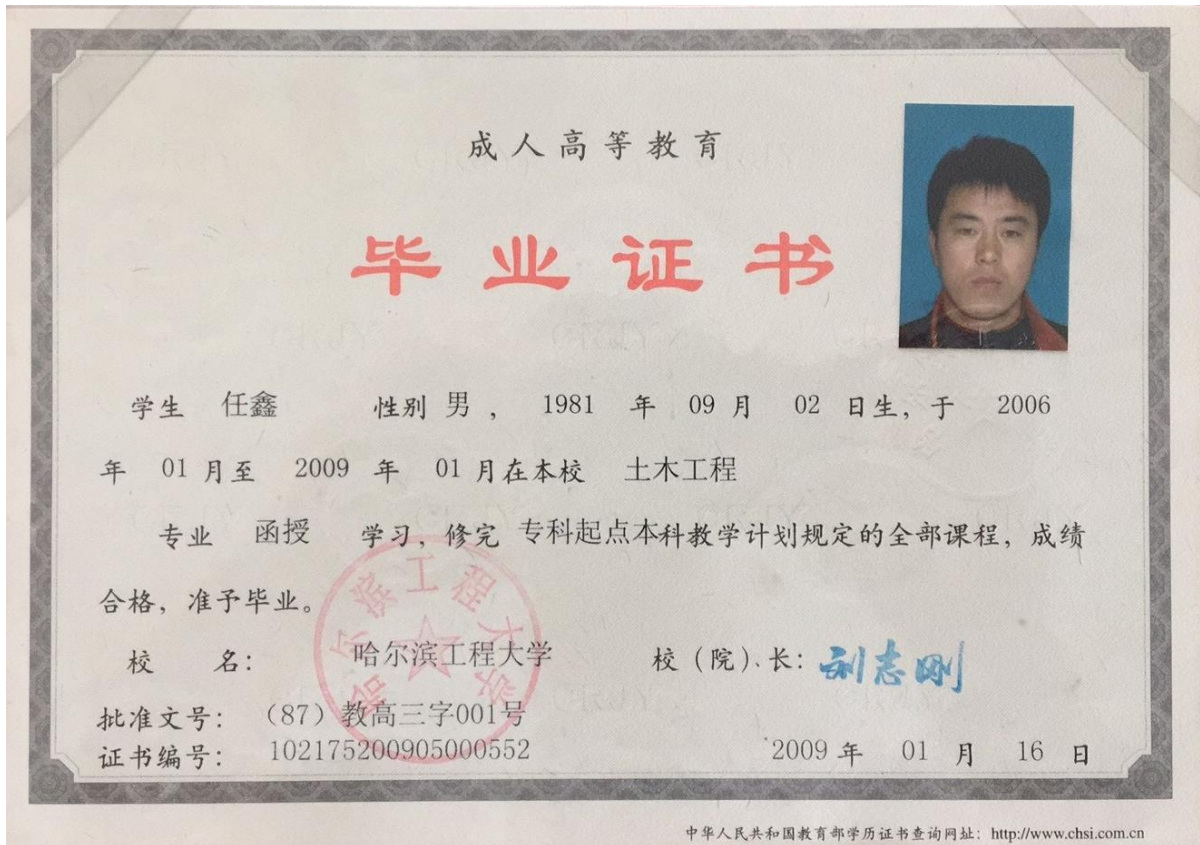 成人高等教育
毕业证书
学生 任鑫 性别 男 ， 1981 年 09 月 02 日生，于 2006
年 01 月至 2009 年 01 月在本校 土木工程
专业 函授 学习，修完 专科起点本科教学计划规定的全部课程，成绩
合格，准予毕业。
校 名： 哈尔滨工程大学 校（院）、长： 刘志刚
批准文号： （87）教高三字001号
证书编号： 102175200905000552 2009 年 01 月 16 日
哈尔滨工程大学
中华人民共和国教育部学历证书查询网址： http://www.chsi.com.cn